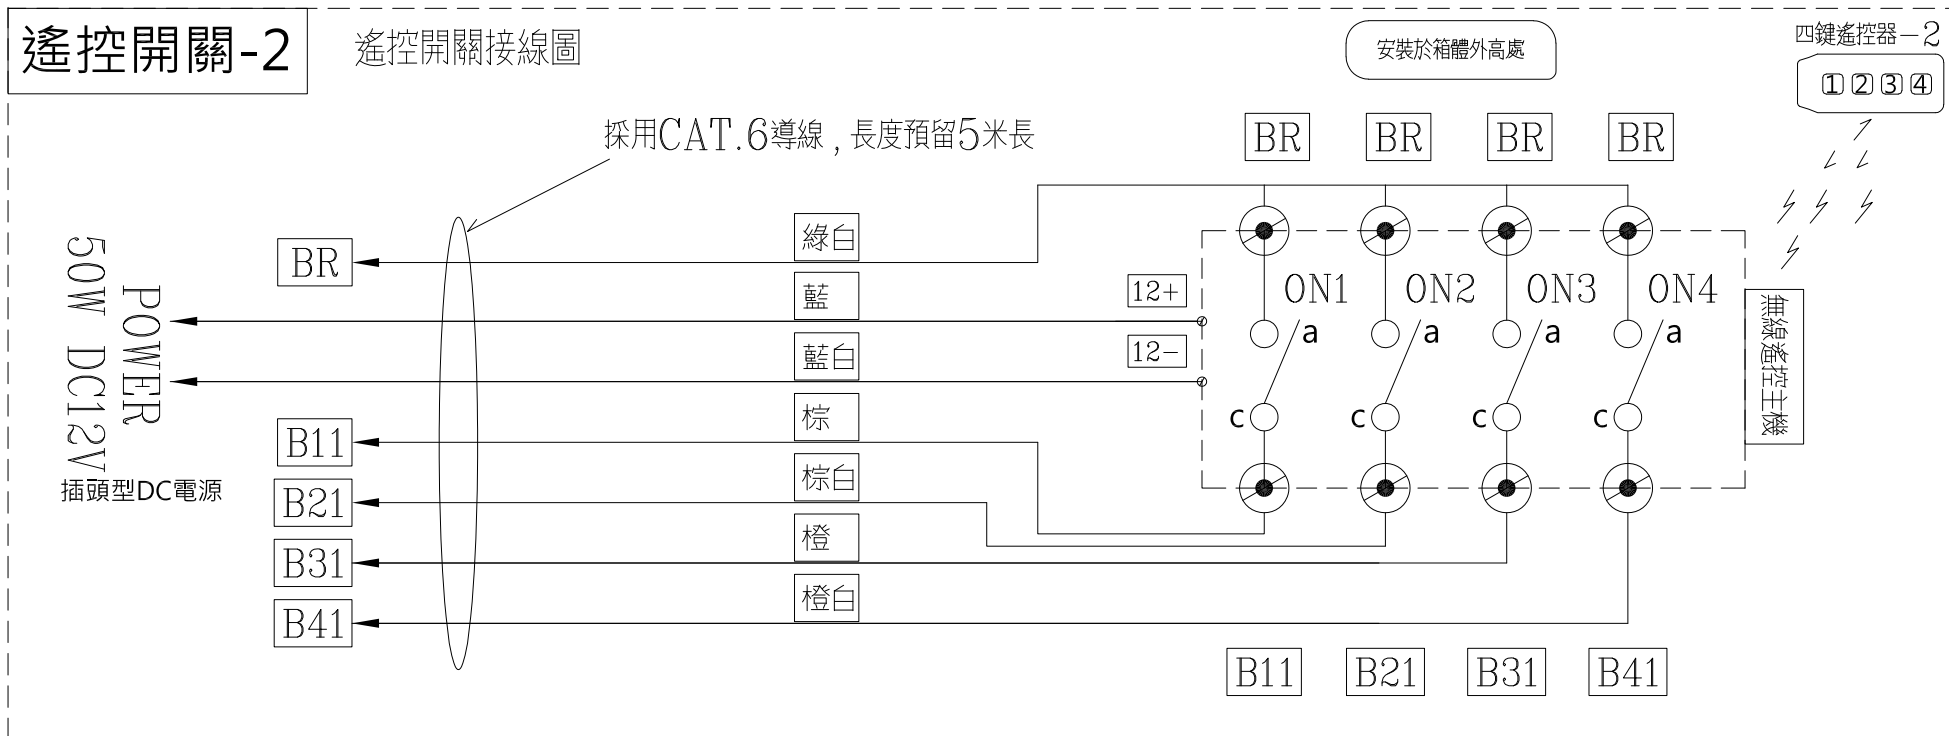 遙控開關-2
遙控開關接線圖
安裝於箱體外高處
四鍵遙控器-2
1 2 3 4
採用CAT.6導線,長度預留5米長
BR BR BR BR
綠白
BR
藍
12+
ON1 ON2 ON3 ON4
a a a a
藍白
12-
無線遙控主機
POWER
50W DC12V
插頭型DC電源
棕
c c c c
B11
棕白
B21
橙
B31
橙白
B41
B11 B21 B31 B41